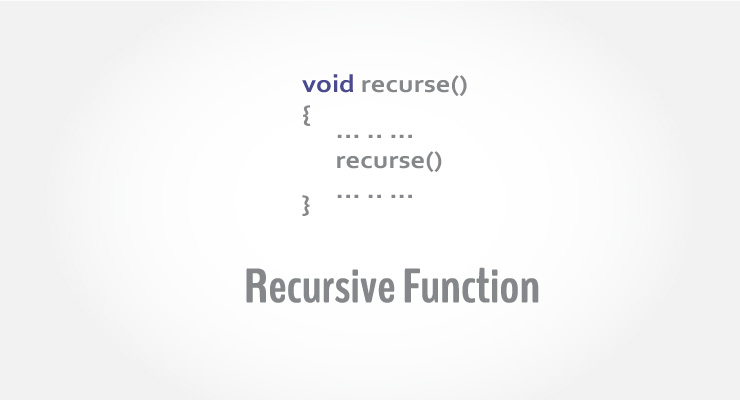 void recurse()
{
... .. ...
recurse()
... .. ...
}
Recursive Function